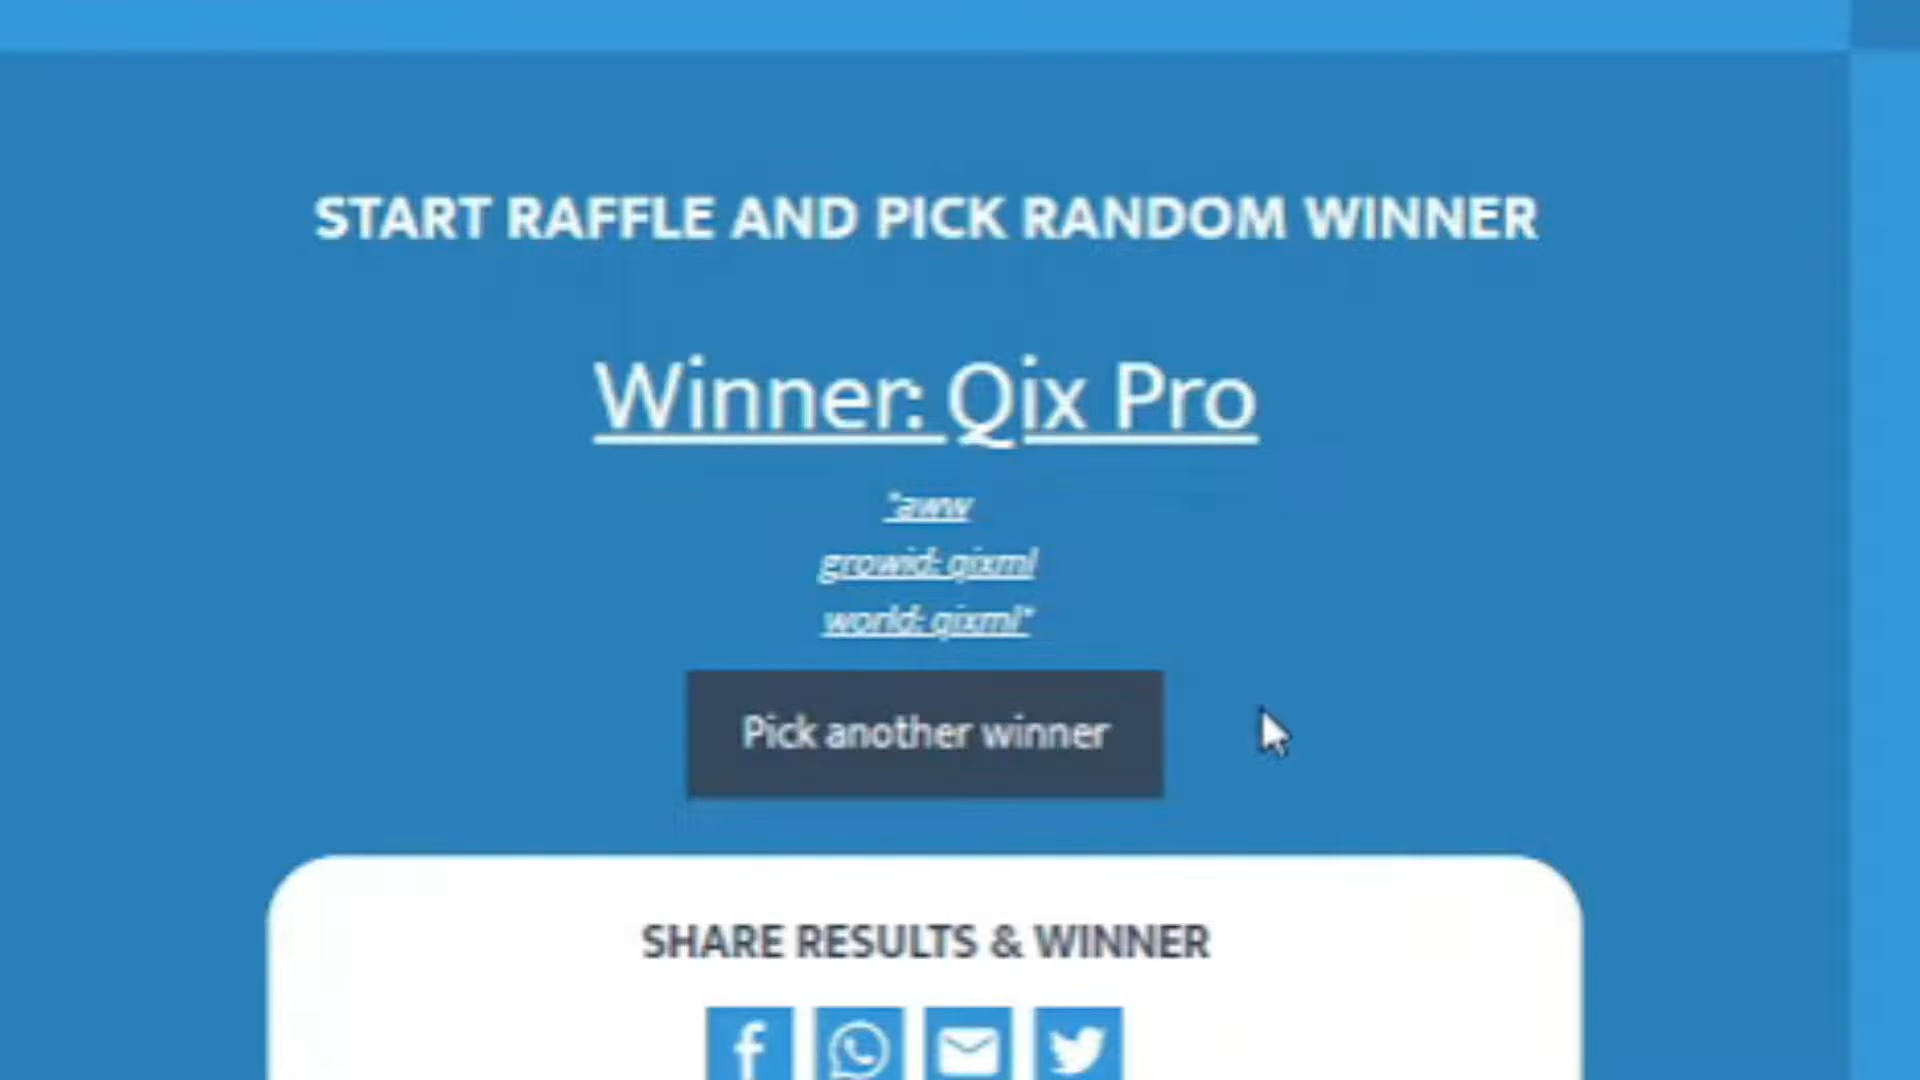 START RAFFLE AND PICK RANDOM WINNER
Winner: Qix Pro
"aww
growid: qixml
world: qixml"
Pick another winner
SHARE RESULTS & WINNER